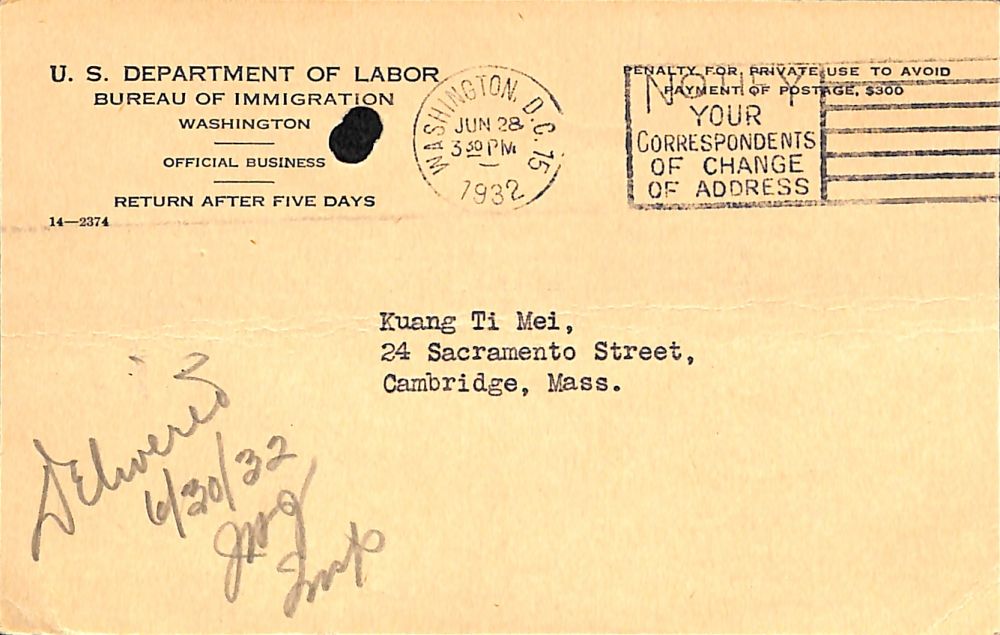 U. S. DEPARTMENT OF LABOR
BUREAU OF IMMIGRATION
WASHINGTON
OFFICIAL BUSINESS
RETURN AFTER FIVE DAYS
14—2374
WASHINGTON, D.C. 15
JUN 28
3 30 PM
1932
PENALTY FOR PRIVATE USE TO AVOID
PAYMENT OF POSTAGE, $300
NOTIFY
YOUR
CORRESPONDENTS
OF CHANGE
OF ADDRESS
Kuang Ti Mei,
24 Sacramento Street,
Cambridge, Mass.
Delivered
6/30/32
Insp